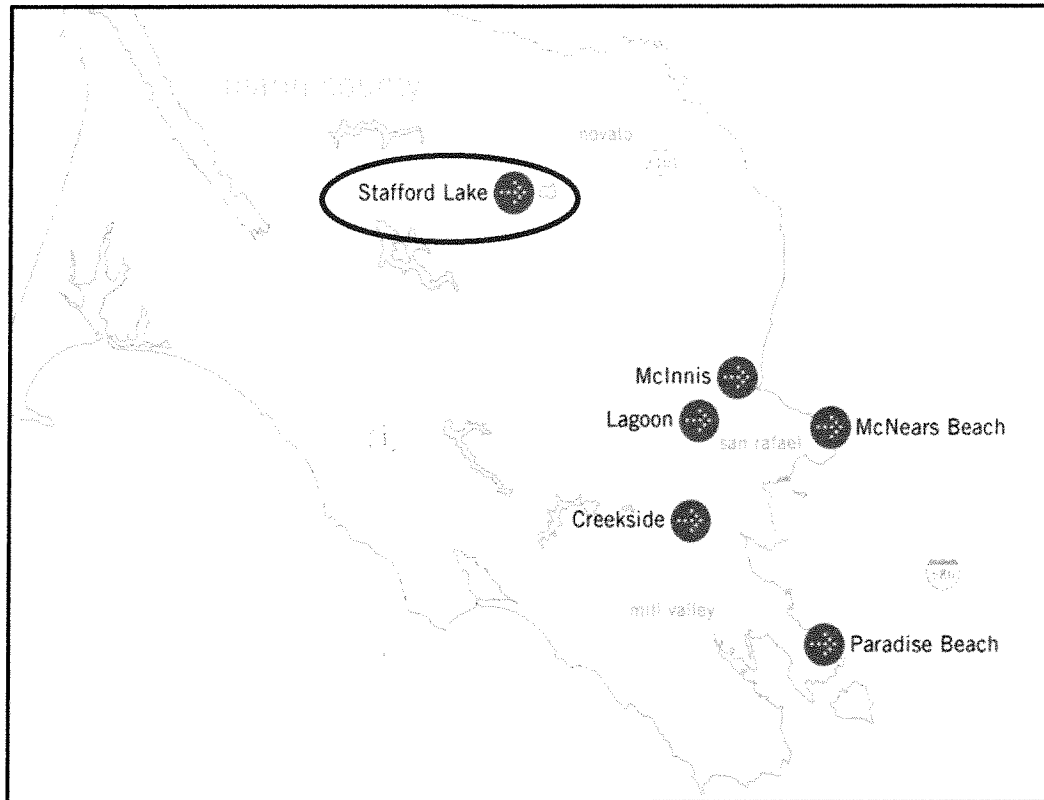 marin county
novato
Stafford Lake
McInnis
Lagoon
McNears Beach
san rafael
Creekside
mill valley
Paradise Beach